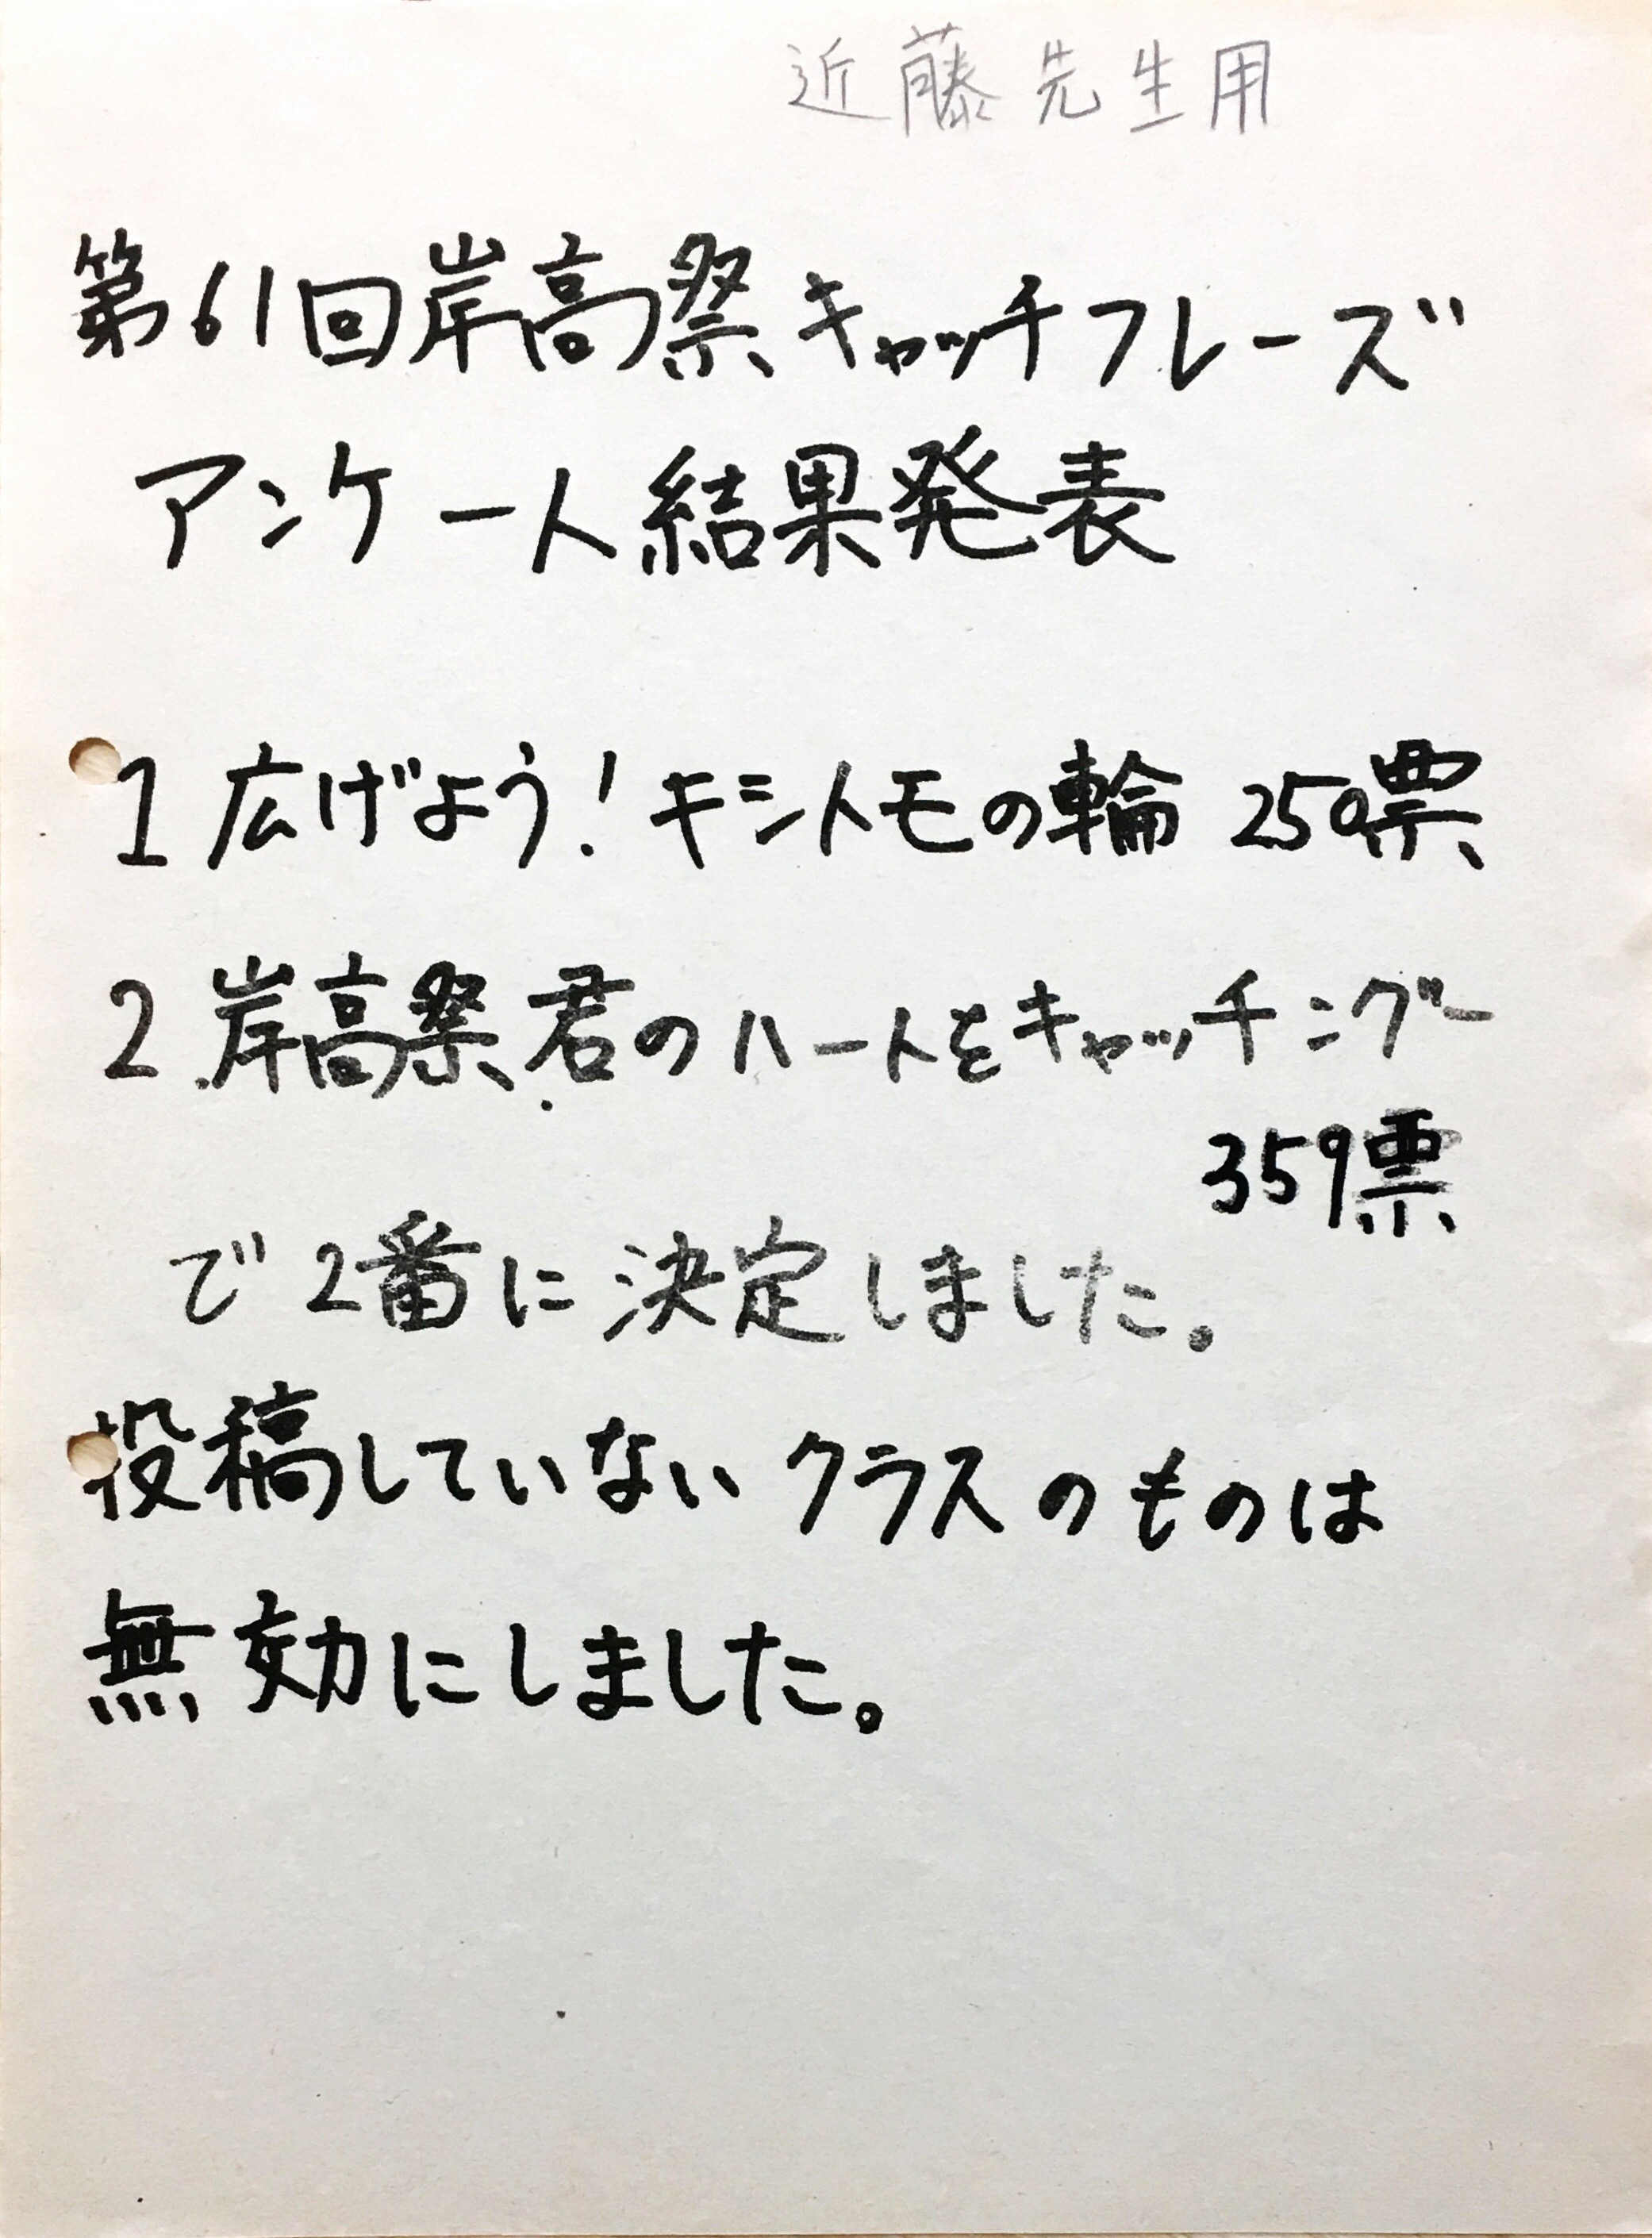 近藤先生用
第61回岸高祭キャッチフレーズ
アンケート結果発表
1 広げよう！キシトモの輪 250票
2 岸高祭君のハートをキャッチングー
359票
で2番に決定しました。
投稿していないクラスのものは
無効にしました。